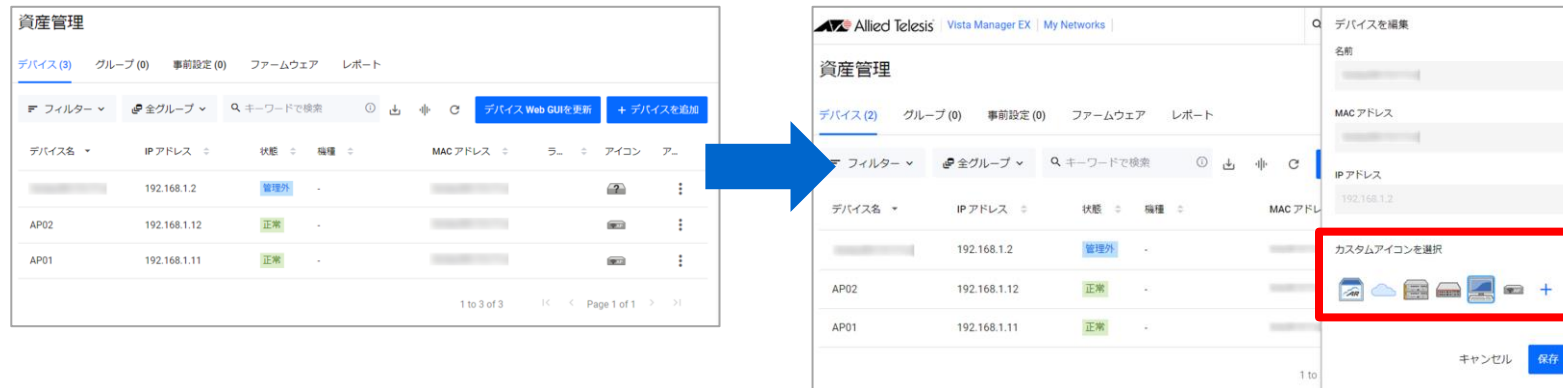 資産管理
デバイス (3) グループ (0) 事前設定 (0) ファームウェア レポート
フィルター 全グループ キーワードで検索 デバイス Web GUIを更新 + デバイスを追加
デバイス名 IP アドレス 状態 機種 MAC アドレス ラ... アイコン ア...
192.168.1.2 管理外 -
AP02 192.168.1.12 正常 -
AP01 192.168.1.11 正常 -
1 to 3 of 3 Page 1 of 1
Allied Telesis Vista Manager EX My Networks
資産管理
デバイス (2) グループ (0) 事前設定 (0) ファームウェア レポート
フィルター 全グループ キーワードで検索
デバイス名 IP アドレス 状態 機種 MAC アドレ
192.168.1.2 管理外 -
AP02 192.168.1.12 正常 -
AP01 192.168.1.11 正常 -
1 to
デバイスを編集
名前
MAC アドレス
IP アドレス
192.168.1.2
カスタムアイコンを選択
AR
+
キャンセル 保存